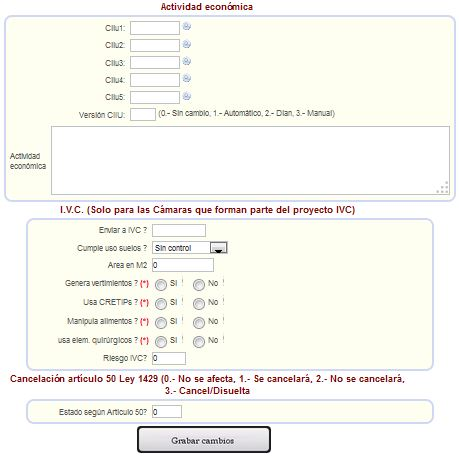 Actividad económica
Ciiu1:
Ciiu2:
Ciiu3:
Ciiu4:
Ciiu5:
Versión CIIU: (0.- Sin cambio, 1.- Automático, 2.- Dian, 3.- Manual)
Actividad
económica
I.V.C. (Solo para las Cámaras que forman parte del proyecto IVC)
Enviar a IVC ?
Cumple uso suelos ? Sin control
Area en M2 0
Genera vertimientos ? (*) SI ! No !
Usa CRETIPs ? (*) SI ! No !
Manipula alimentos ? (*) SI ! No !
usa elem. quirúrgicos ? (*) SI ! No !
Riesgo IVC? 0
Cancelación artículo 50 Ley 1429 (0.- No se afecta, 1.- Se cancelará, 2.- No se cancelará,
3.- Cancel/Disuelta
Estado según Articulo 50? 0
Grabar cambios